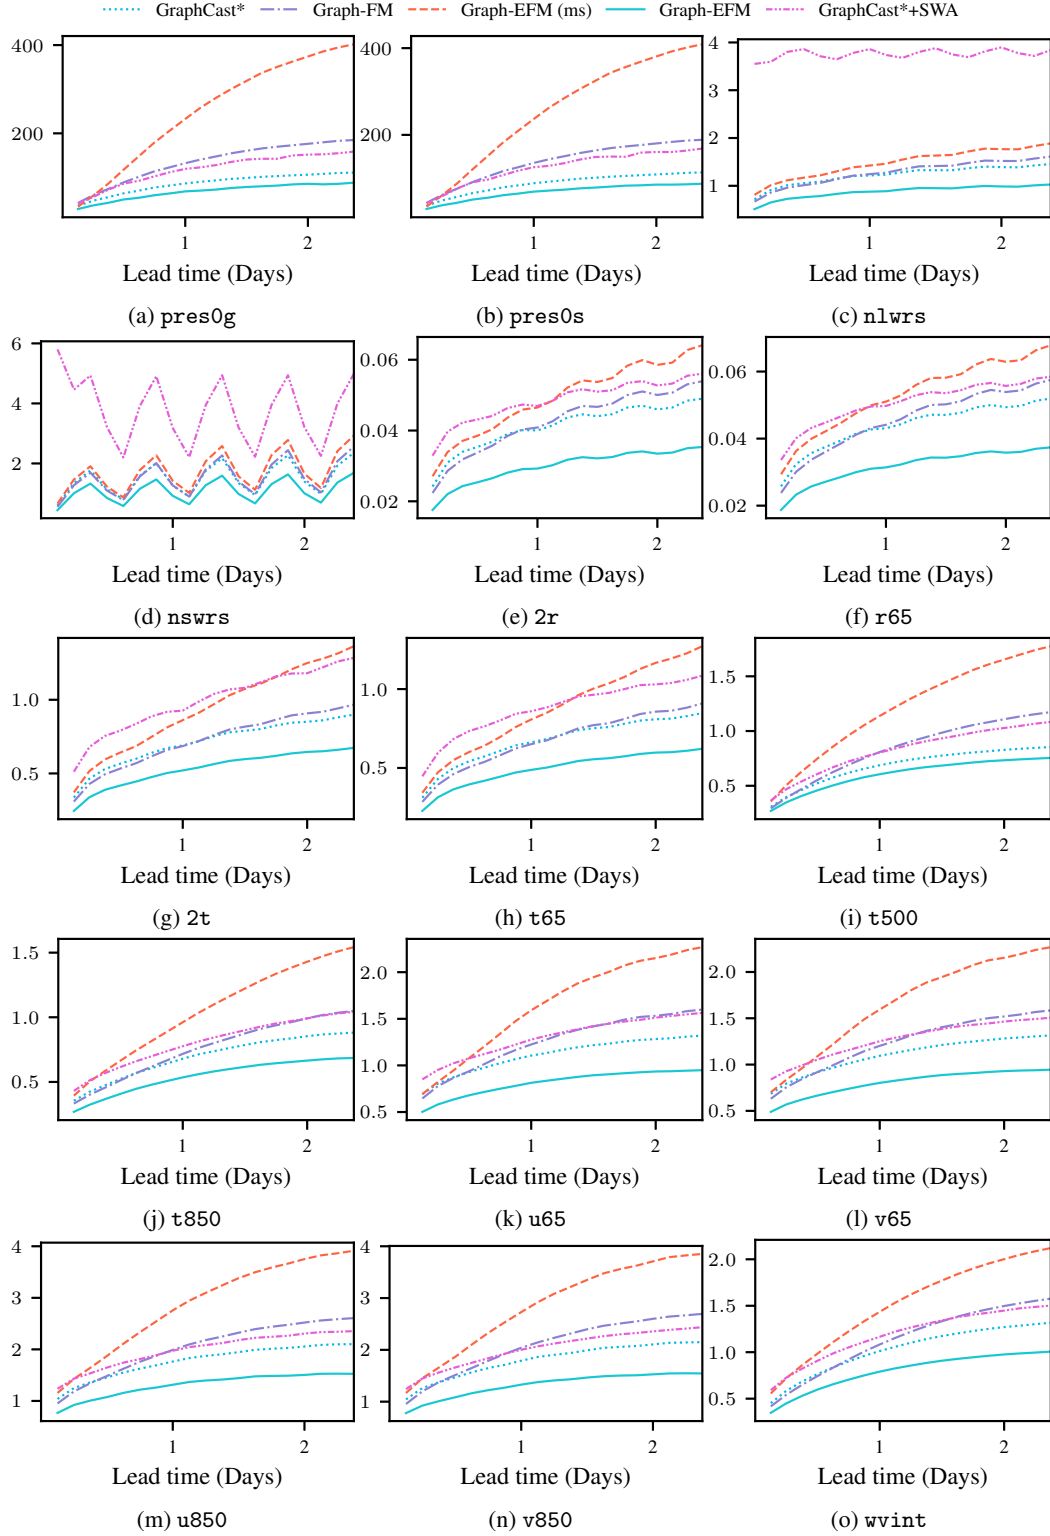 GraphCast* Graph-FM Graph-EFM (ms) Graph-EFM GraphCast*+SWA
400
200
1 2
Lead time (Days)
(a) pres0g
400
200
1 2
Lead time (Days)
(b) pres0s
4
3
2
1
1 2
Lead time (Days)
(c) nlwrs
6
4
2
1 2
Lead time (Days)
(d) nswrs
0.06
0.04
0.02
1 2
Lead time (Days)
(e) 2r
0.06
0.04
0.02
1 2
Lead time (Days)
(f) r65
1.0
0.5
1 2
Lead time (Days)
(g) 2t
1.0
0.5
1 2
Lead time (Days)
(h) t65
1.5
1.0
0.5
1 2
Lead time (Days)
(i) t500
1.5
1.0
0.5
1 2
Lead time (Days)
(j) t850
2.0
1.5
1.0
0.5
1 2
Lead time (Days)
(k) u65
2.0
1.5
1.0
0.5
1 2
Lead time (Days)
(l) v65
4
3
2
1
1 2
Lead time (Days)
(m) u850
4
3
2
1
1 2
Lead time (Days)
(n) v850
2.0
1.5
1.0
0.5
1 2
Lead time (Days)
(o) wvint